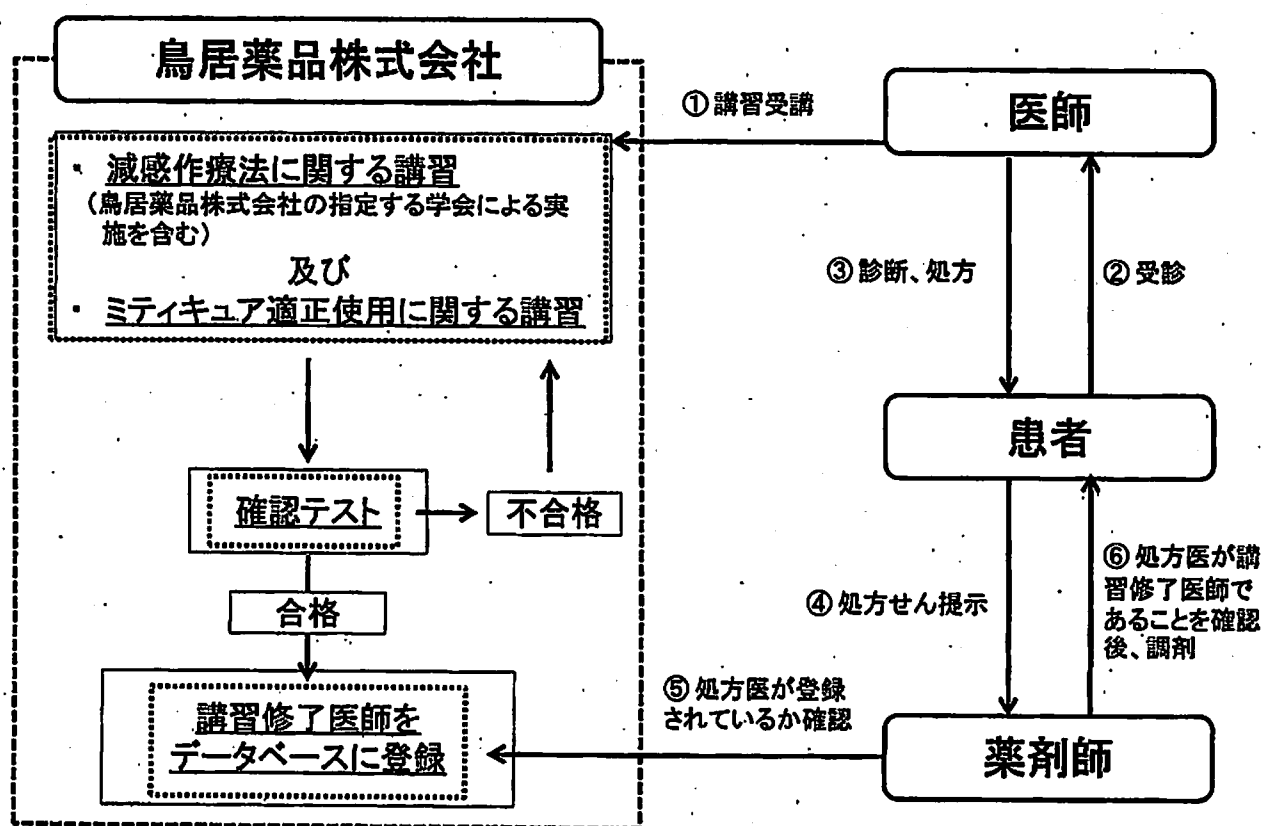 鳥居薬品株式会社
・ 減感作療法に関する講習
(鳥居薬品株式会社の指定する学会による実
施を含む)
及び
・ ミティキュア適正使用に関する講習
確認テスト
不合格
合格
講習修了医師を
データベースに登録
① 講習受講
医師
③ 診断、処方
② 受診
患者
④ 処方せん提示
⑥ 処方医が講
習修了医師で
あることを確認
後、調剤
⑤ 処方医が登録
されているか確認
薬剤師